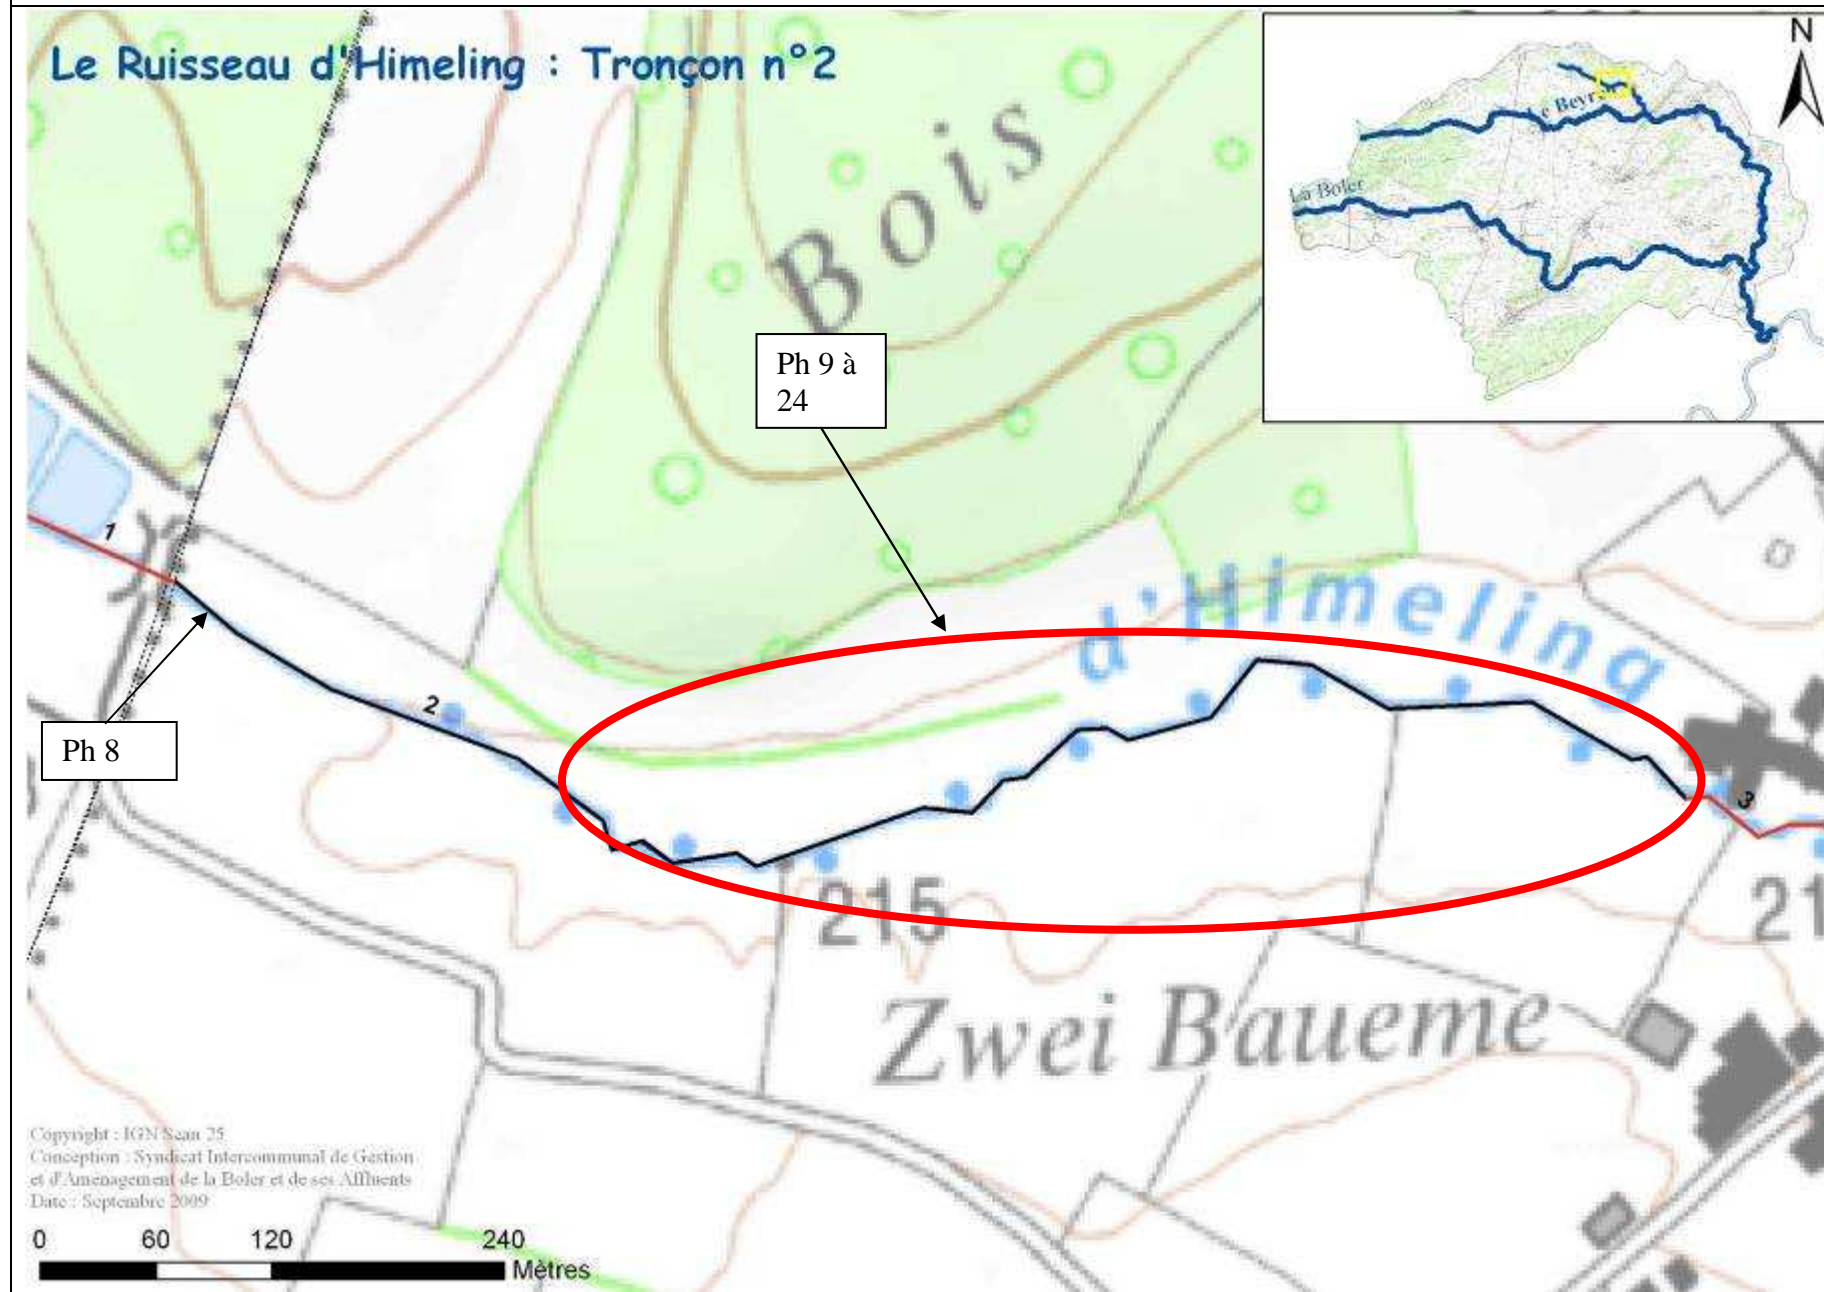 Le Ruisseau d'Himeling : Tronçon n°2
N
Le Beyr
La Boler
Bois
Ph 9 à
24
1
d'Himeling
2
Ph 8
3
215
21
Zwei Baueme
Copyright : IGN Scan 25
Conception : Syndicat Intercommunal de Gestion
et d'Amenagement de la Boler et de ses Affluents
Date : Septembre 2009
0 60 120 240
Mètres